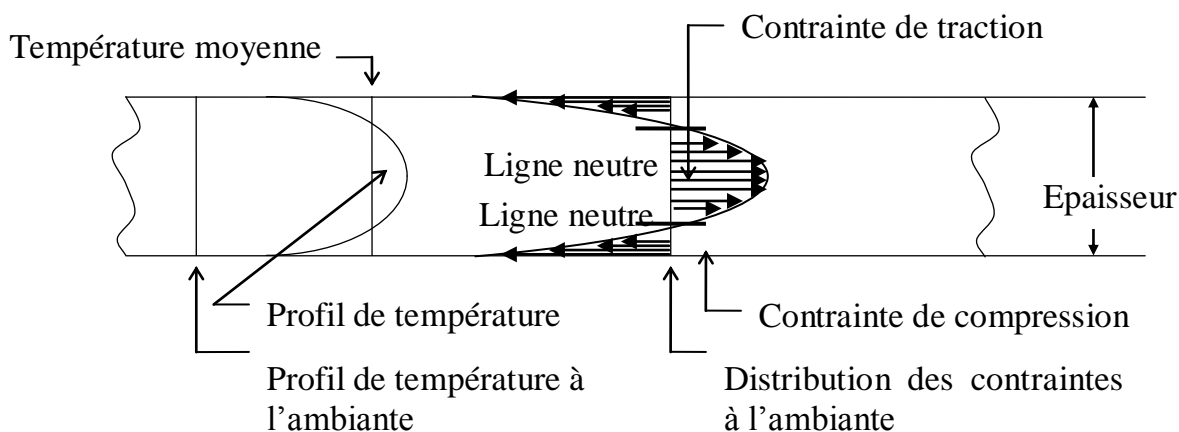 Contrainte de traction
Température moyenne
Ligne neutre
Ligne neutre
Epaisseur
Profil de température
Contrainte de compression
Profil de température à
l’ambiante
Distribution des contraintes
à l’ambiante